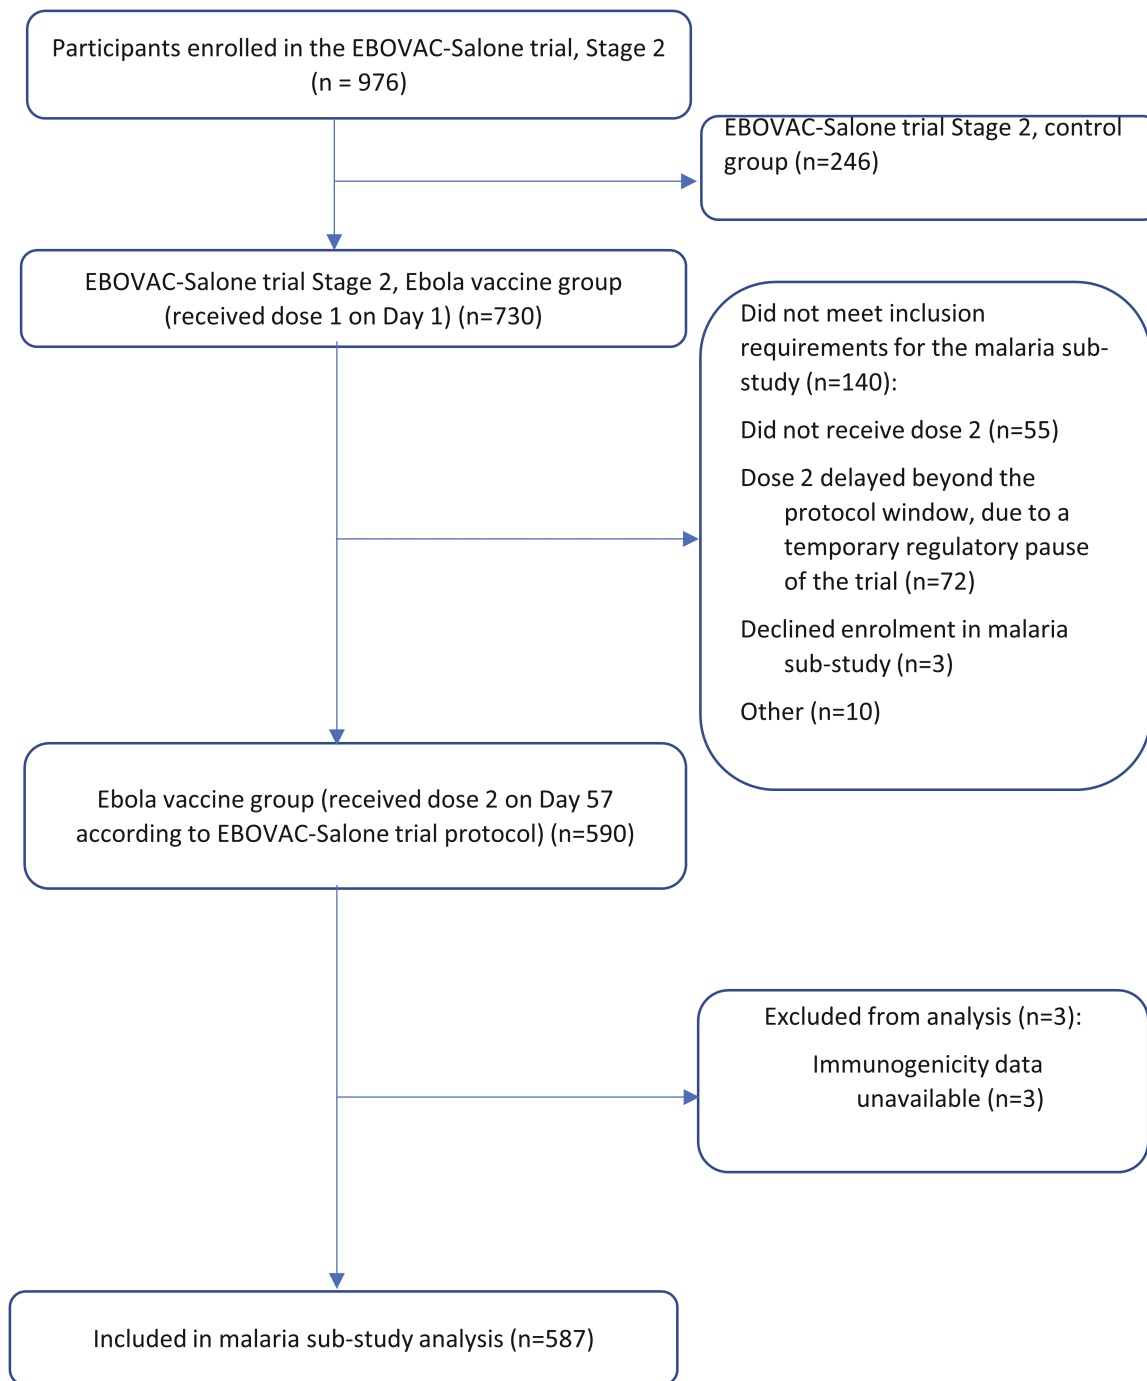 Participants enrolled in the EBOVAC-Salone trial, Stage 2
(n = 976)
EBOVAC-Salone trial Stage 2, control
group (n=246)
EBOVAC-Salone trial Stage 2, Ebola vaccine group
(received dose 1 on Day 1) (n=730)
Did not meet inclusion
requirements for the malaria sub-
study (n=140):
Did not receive dose 2 (n=55)
Dose 2 delayed beyond the
protocol window, due to a
temporary regulatory pause
of the trial (n=72)
Declined enrolment in malaria
sub-study (n=3)
Other (n=10)
Ebola vaccine group (received dose 2 on Day 57
according to EBOVAC-Salone trial protocol) (n=590)
Excluded from analysis (n=3):
Immunogenicity data
unavailable (n=3)
Included in malaria sub-study analysis (n=587)